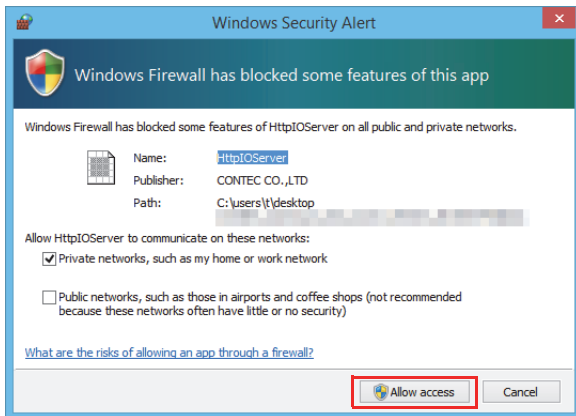 Windows Security Alert
Windows Firewall has blocked some features of this app
Windows Firewall has blocked some features of HttpIOServer on all public and private networks.
Name: HttpIOServer
Publisher: CONTEC CO.,LTD
Path: C:\users\t\desktop
Allow HttpIOServer to communicate on these networks:
Private networks, such as my home or work network
Public networks, such as those in airports and coffee shops (not recommended
because these networks often have little or no security)
What are the risks of allowing an app through a firewall?
Allow access Cancel